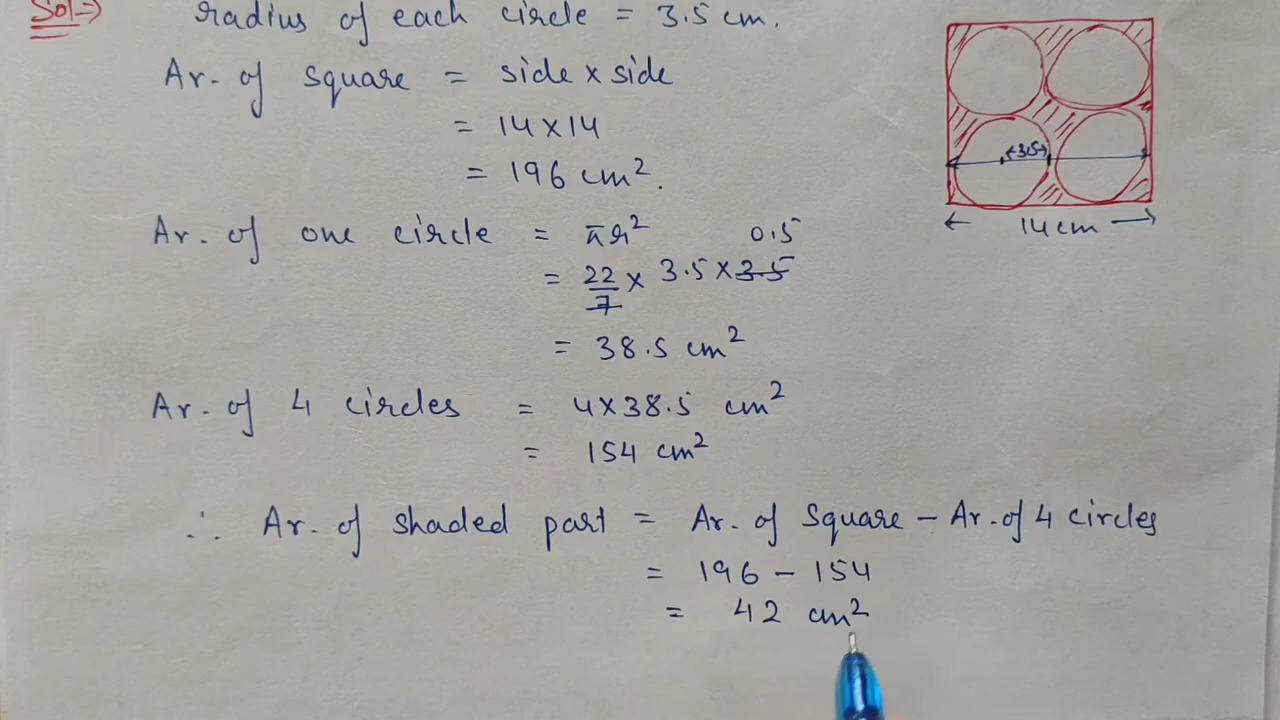 Sol→
radius of each circle = 3.5 cm.
Ar. of square = side x side
= 14 x 14
= 196 cm².
Ar. of one circle = πr²
0.5
= 22/7 x 3.5 x 3.5
= 38.5 cm²
Ar. of 4 circles = 4 x 38.5 cm²
= 154 cm²
∴ Ar. of shaded part = Ar. of Square - Ar. of 4 circles
= 196 - 154
= 42 cm²
3.5
14 cm